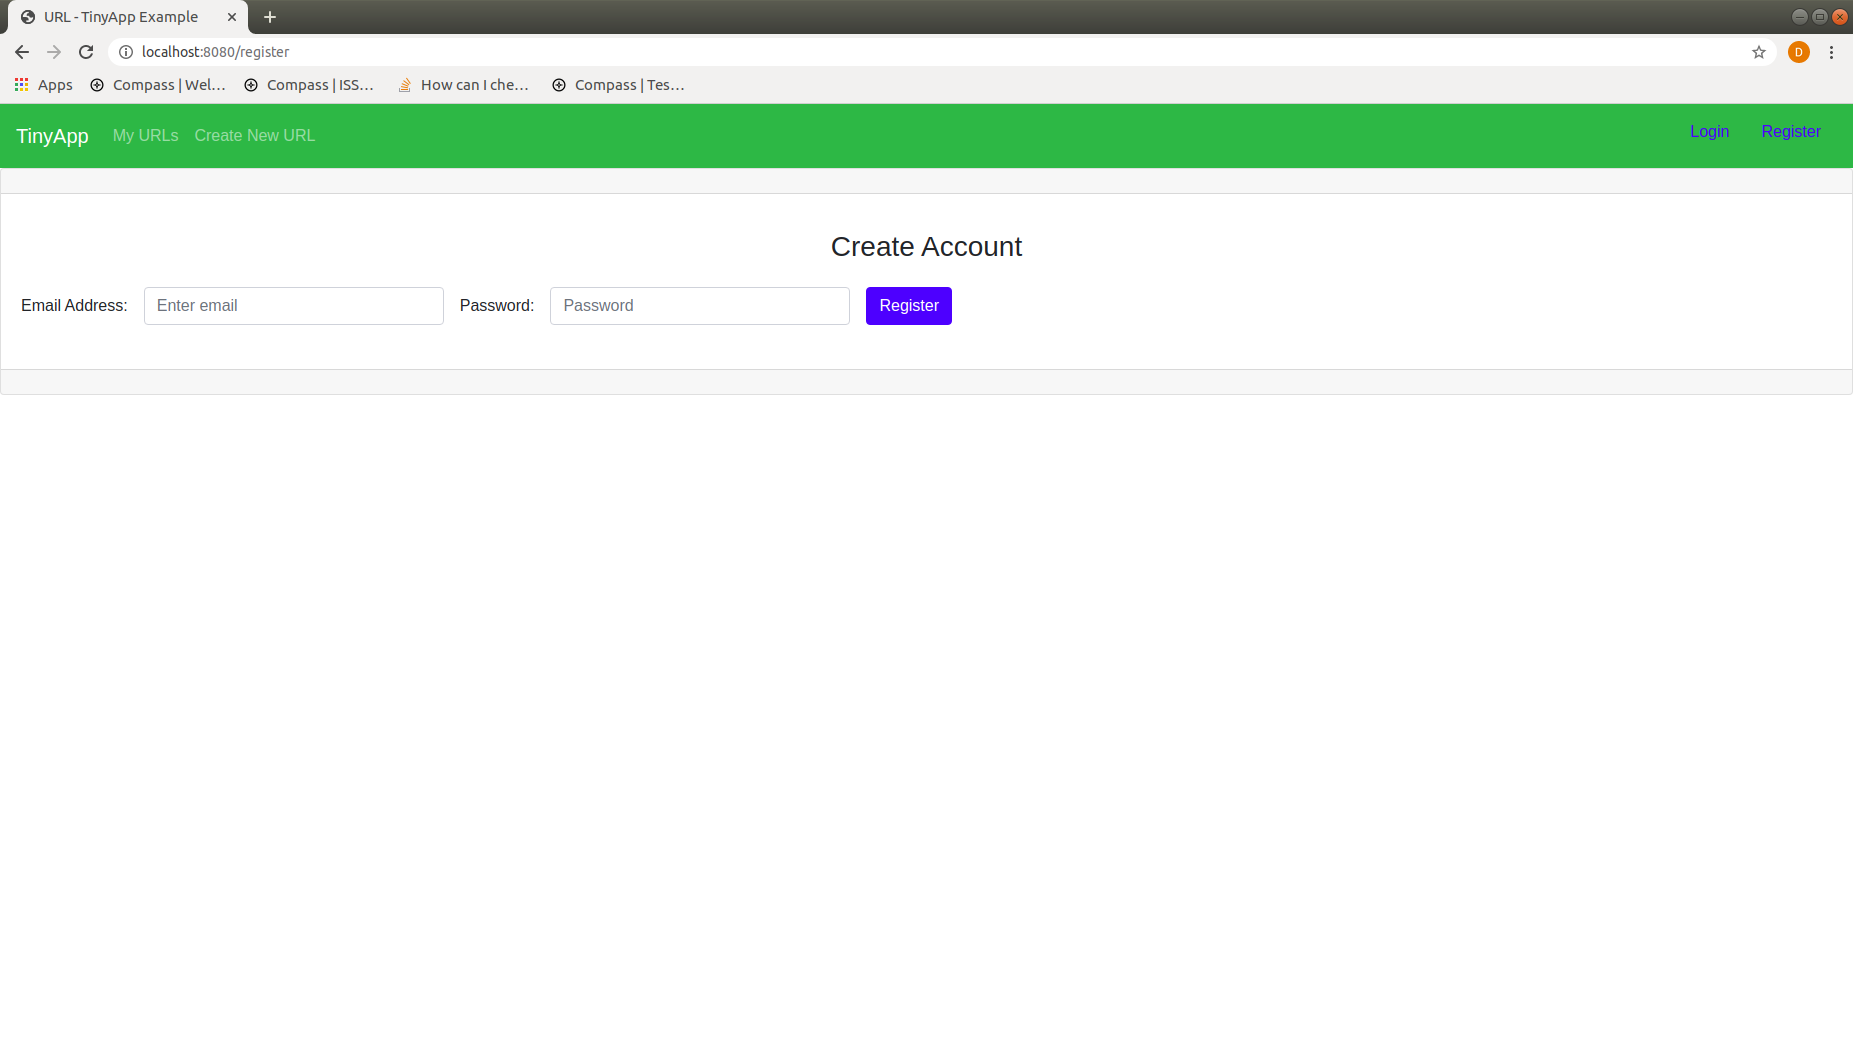 URL - TinyApp Example
localhost:8080/register
D
Apps Compass | Wel... Compass | ISS... How can I che... Compass | Tes...
TinyApp My URLs Create New URL Login Register
Create Account
Email Address: Enter email Password: Password Register